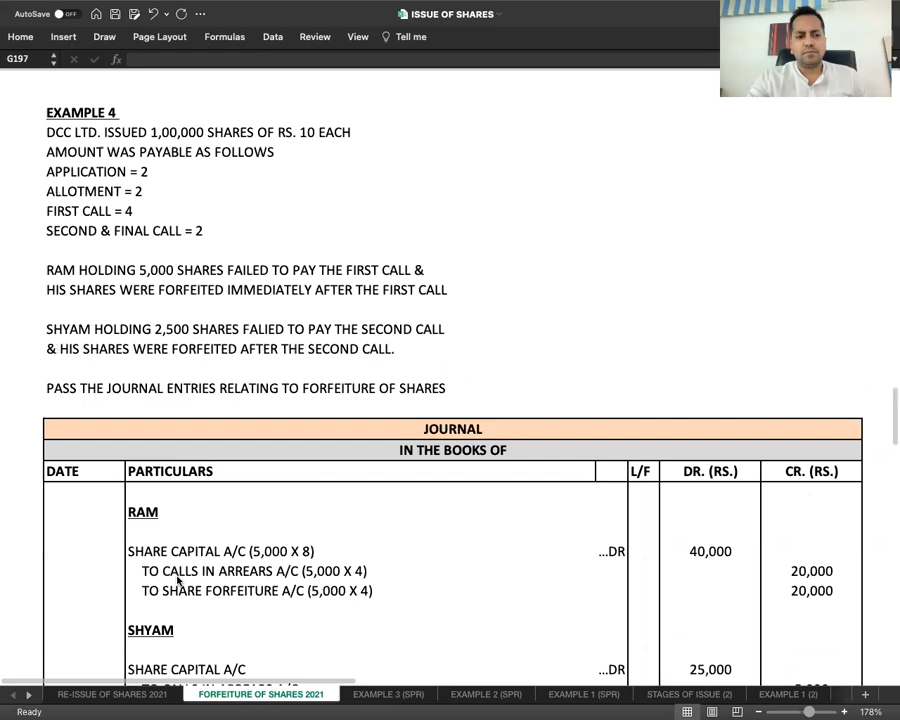 AutoSave OFF ISSUE OF SHARES
Home Insert Draw Page Layout Formulas Data Review View Tell me
G197 fx
EXAMPLE 4
DCC LTD. ISSUED 1,00,000 SHARES OF RS. 10 EACH
AMOUNT WAS PAYABLE AS FOLLOWS
APPLICATION = 2
ALLOTMENT = 2
FIRST CALL = 4
SECOND & FINAL CALL = 2
RAM HOLDING 5,000 SHARES FAILED TO PAY THE FIRST CALL &
HIS SHARES WERE FORFEITED IMMEDIATELY AFTER THE FIRST CALL
SHYAM HOLDING 2,500 SHARES FALIED TO PAY THE SECOND CALL
& HIS SHARES WERE FORFEITED AFTER THE SECOND CALL.
PASS THE JOURNAL ENTRIES RELATING TO FORFEITURE OF SHARES
JOURNAL
IN THE BOOKS OF
DATE PARTICULARS L/F DR. (RS.) CR. (RS.)
RAM
SHARE CAPITAL A/C (5,000 X 8) ...DR 40,000
TO CALLS IN ARREARS A/C (5,000 X 4) 20,000
TO SHARE FORFEITURE A/C (5,000 X 4) 20,000
SHYAM
SHARE CAPITAL A/C ...DR 25,000
RE-ISSUE OF SHARES 2021 FORFEITURE OF SHARES 2021 EXAMPLE 3 (SPR) EXAMPLE 2 (SPR) EXAMPLE 1 (SPR) STAGES OF ISSUE (2) EXAMPLE 1 (2)
Ready 178%